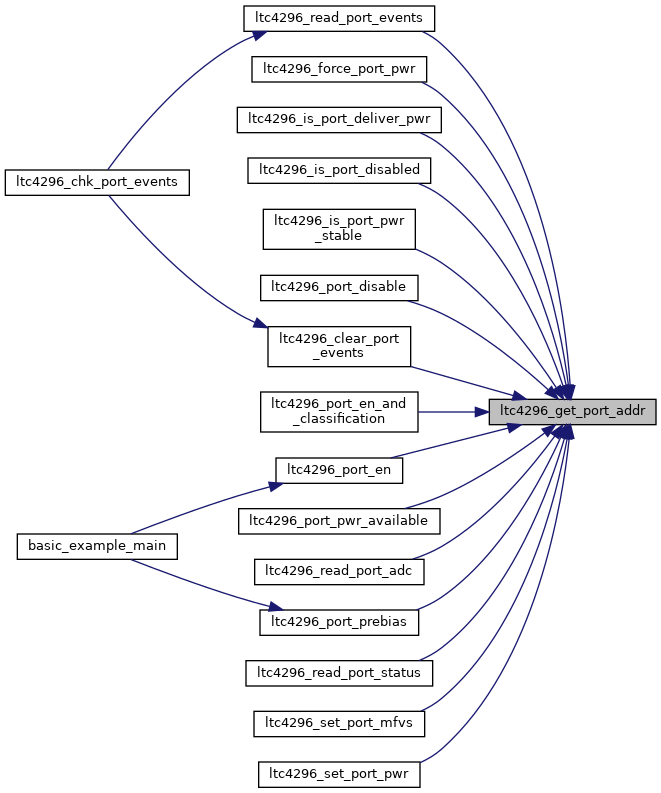 ltc4296_read_port_events
ltc4296_force_port_pwr
ltc4296_is_port_deliver_pwr
ltc4296_is_port_disabled
ltc4296_chk_port_events
ltc4296_is_port_pwr
_stable
ltc4296_port_disable
ltc4296_clear_port
_events
ltc4296_port_en_and
_classification
ltc4296_get_port_addr
ltc4296_port_en
ltc4296_port_pwr_available
basic_example_main
ltc4296_read_port_adc
ltc4296_port_prebias
ltc4296_read_port_status
ltc4296_set_port_mfvs
ltc4296_set_port_pwr